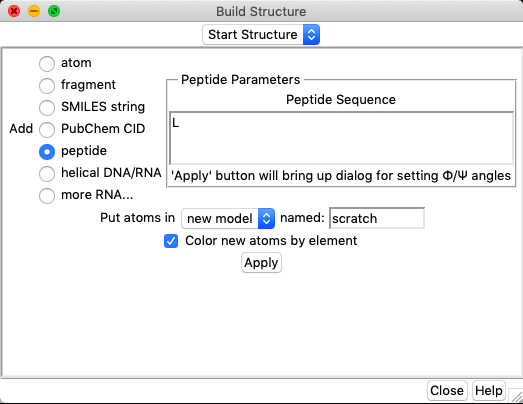 Build Structure
Start Structure
atom
fragment
SMILES string
Add PubChem CID
peptide
helical DNA/RNA
more RNA...
Peptide Parameters
Peptide Sequence
L
'Apply' button will bring up dialog for setting Φ/Ψ angles
Put atoms in new model named: scratch
Color new atoms by element
Apply
Close Help